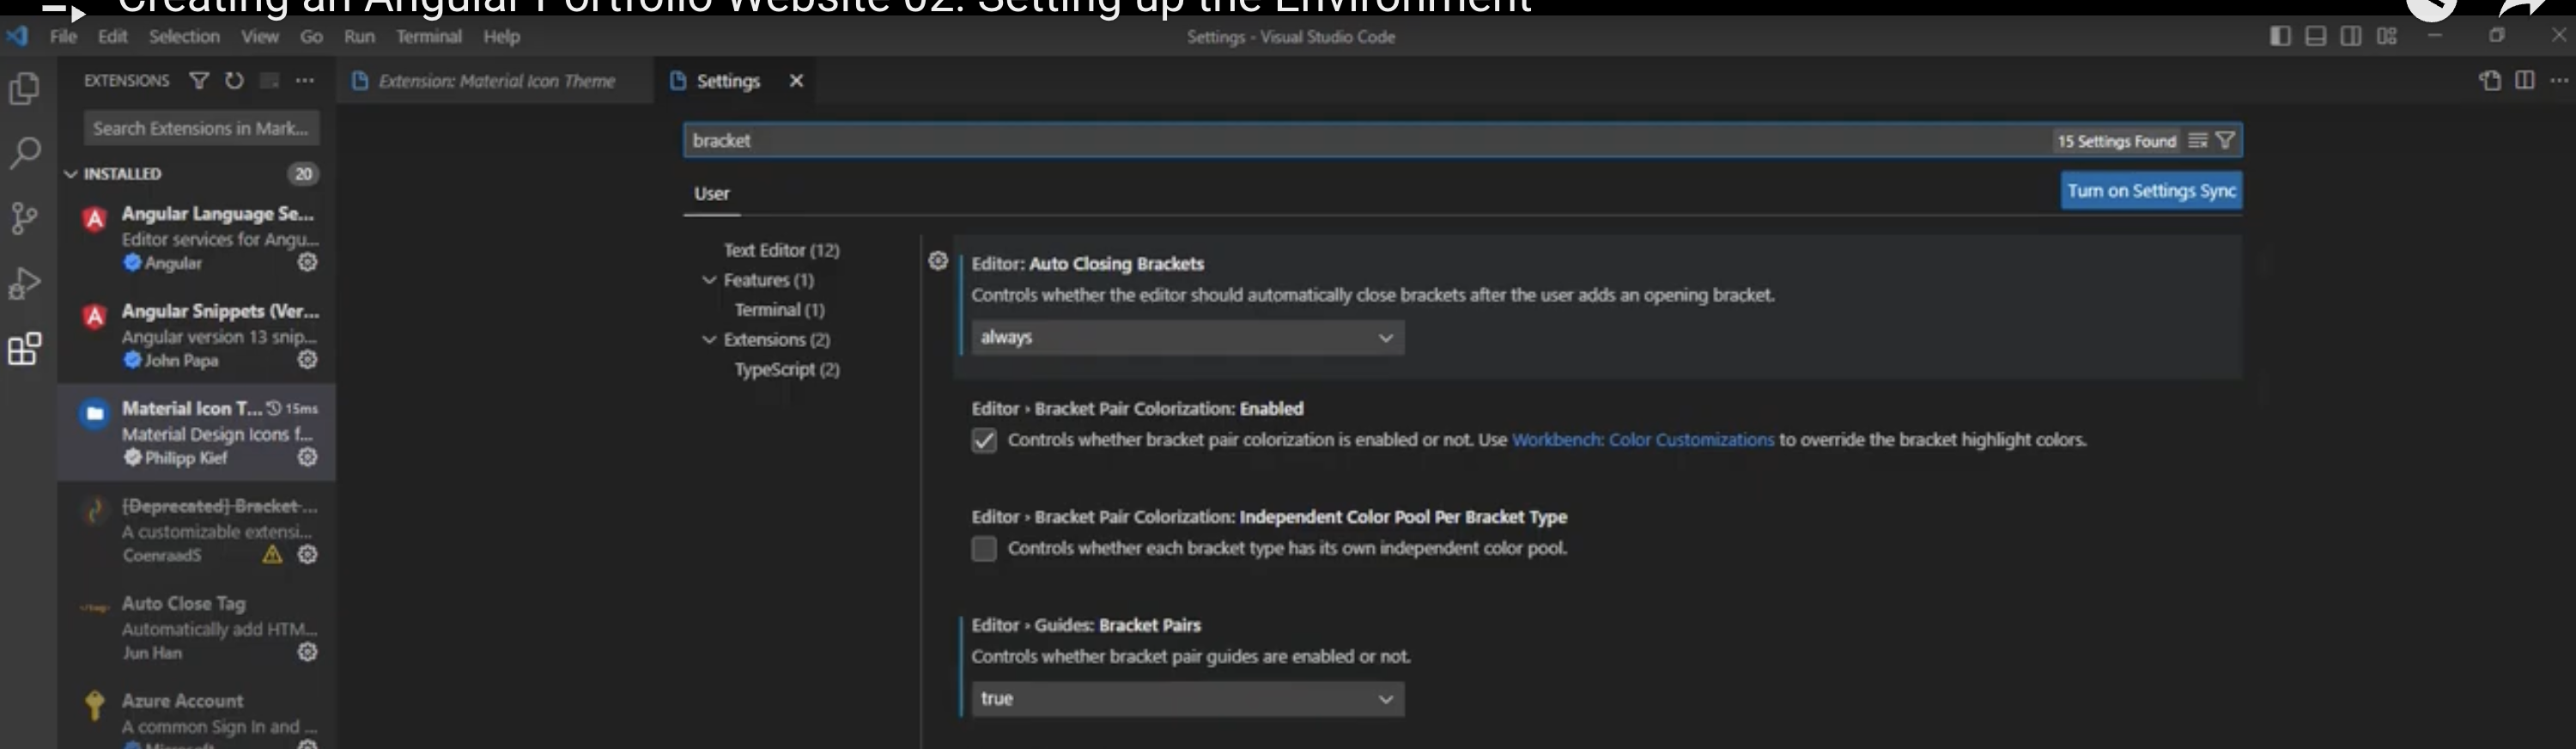 Creating an Angular Portfolio Website 02: Setting up the Environment
File Edit Selection View Go Run Terminal Help
Settings - Visual Studio Code
EXTENSIONS
Extension: Material Icon Theme
Settings
Search Extensions in Mark...
INSTALLED 20
Angular Language Se...
Editor services for Angu...
Angular
Angular Snippets (Ver...
Angular version 13 snip...
John Papa
Material Icon T... 15ms
Material Design Icons f...
Philipp Kief
[Deprecated] Bracket ...
A customizable extensi...
CoenraadS
Auto Close Tag
Automatically add HTM...
Jun Han
Azure Account
A common Sign In and ...
Microsoft
bracket
15 Settings Found
User
Turn on Settings Sync
Text Editor (12)
Features (1)
Terminal (1)
Extensions (2)
TypeScript (2)
Editor: Auto Closing Brackets
Controls whether the editor should automatically close brackets after the user adds an opening bracket.
always
Editor › Bracket Pair Colorization: Enabled
Controls whether bracket pair colorization is enabled or not. Use Workbench: Color Customizations to override the bracket highlight colors.
Editor › Bracket Pair Colorization: Independent Color Pool Per Bracket Type
Controls whether each bracket type has its own independent color pool.
Editor › Guides: Bracket Pairs
Controls whether bracket pair guides are enabled or not.
true